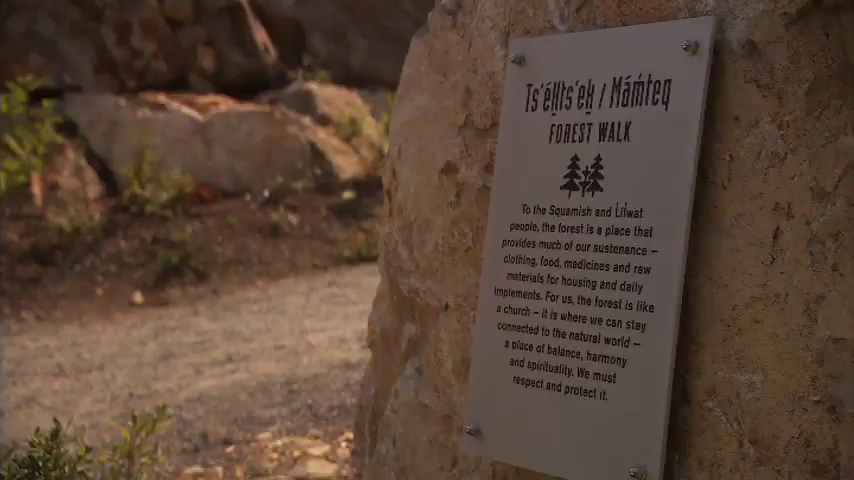 Ts'éḵts'eḵ / Máḿteq
FOREST WALK
To the Squamish and L̓il̓wat
people, the forest is a place that
provides much of our sustenance –
clothing, food, medicines and raw
materials for housing and daily
implements. For us, the forest is like
a church – it is where we can stay
connected to the natural world –
a place of balance, harmony
and spirituality. We must
respect and protect it.